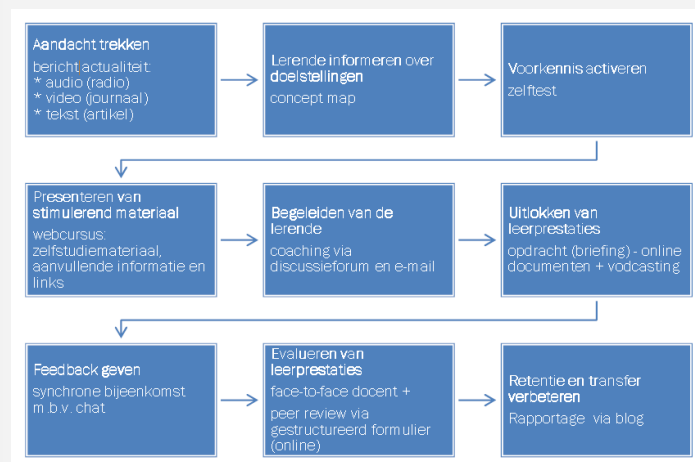 Aandacht trekken
bericht actualiteit:
* audio (radio)
* video (journaal)
* tekst (artikel)
Lerende informeren over
doelstellingen
concept map
Voorkennis activeren
zelftest
Presenteren van
stimulerend materiaal
webcursus:
zelfstudiemateriaal,
aanvullende informatie en
links
Begeleiden van de
lerende
coaching via
discussieforum en e-mail
Uitlokken van
leerprestaties
opdracht (briefing) - online
documenten + vodcasting
Feedback geven
synchrone bijeenkomst
m.b.v. chat
Evalueren van
leerprestaties
face-to-face docent +
peer review via
gestructureerd formulier
(online)
Retentie en transfer
verbeteren
Rapportage via blog